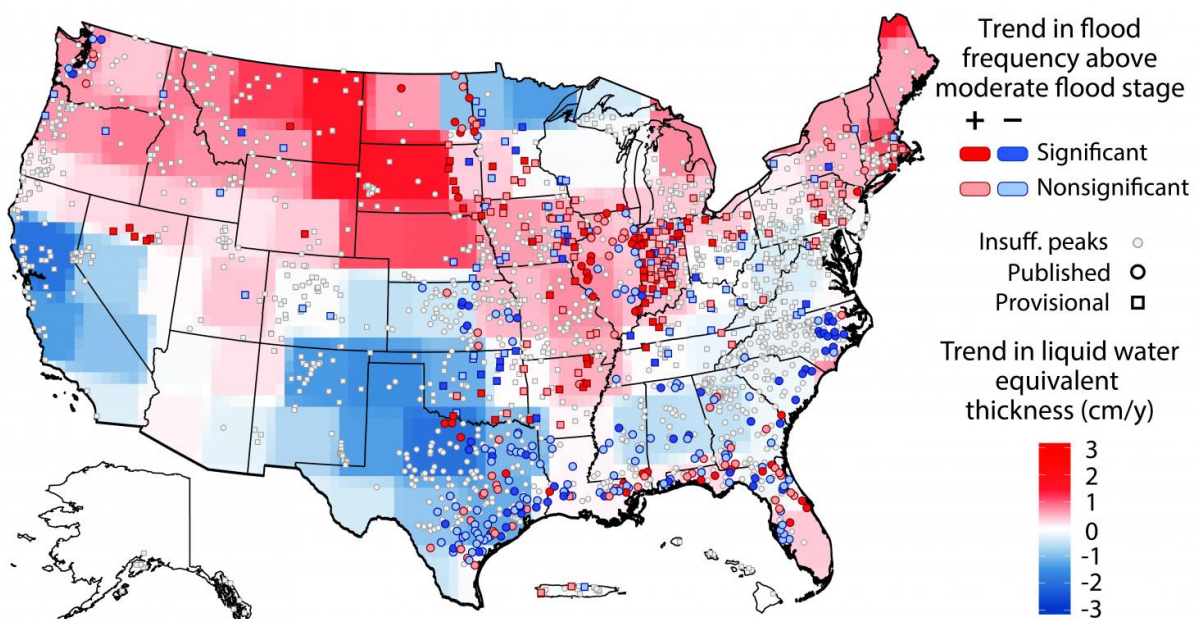 Trend in flood
frequency above
moderate flood stage
+ −
Significant
Nonsignificant
Insuff. peaks
Published
Provisional
Trend in liquid water
equivalent
thickness (cm/y)
3
2
1
0
-1
-2
-3